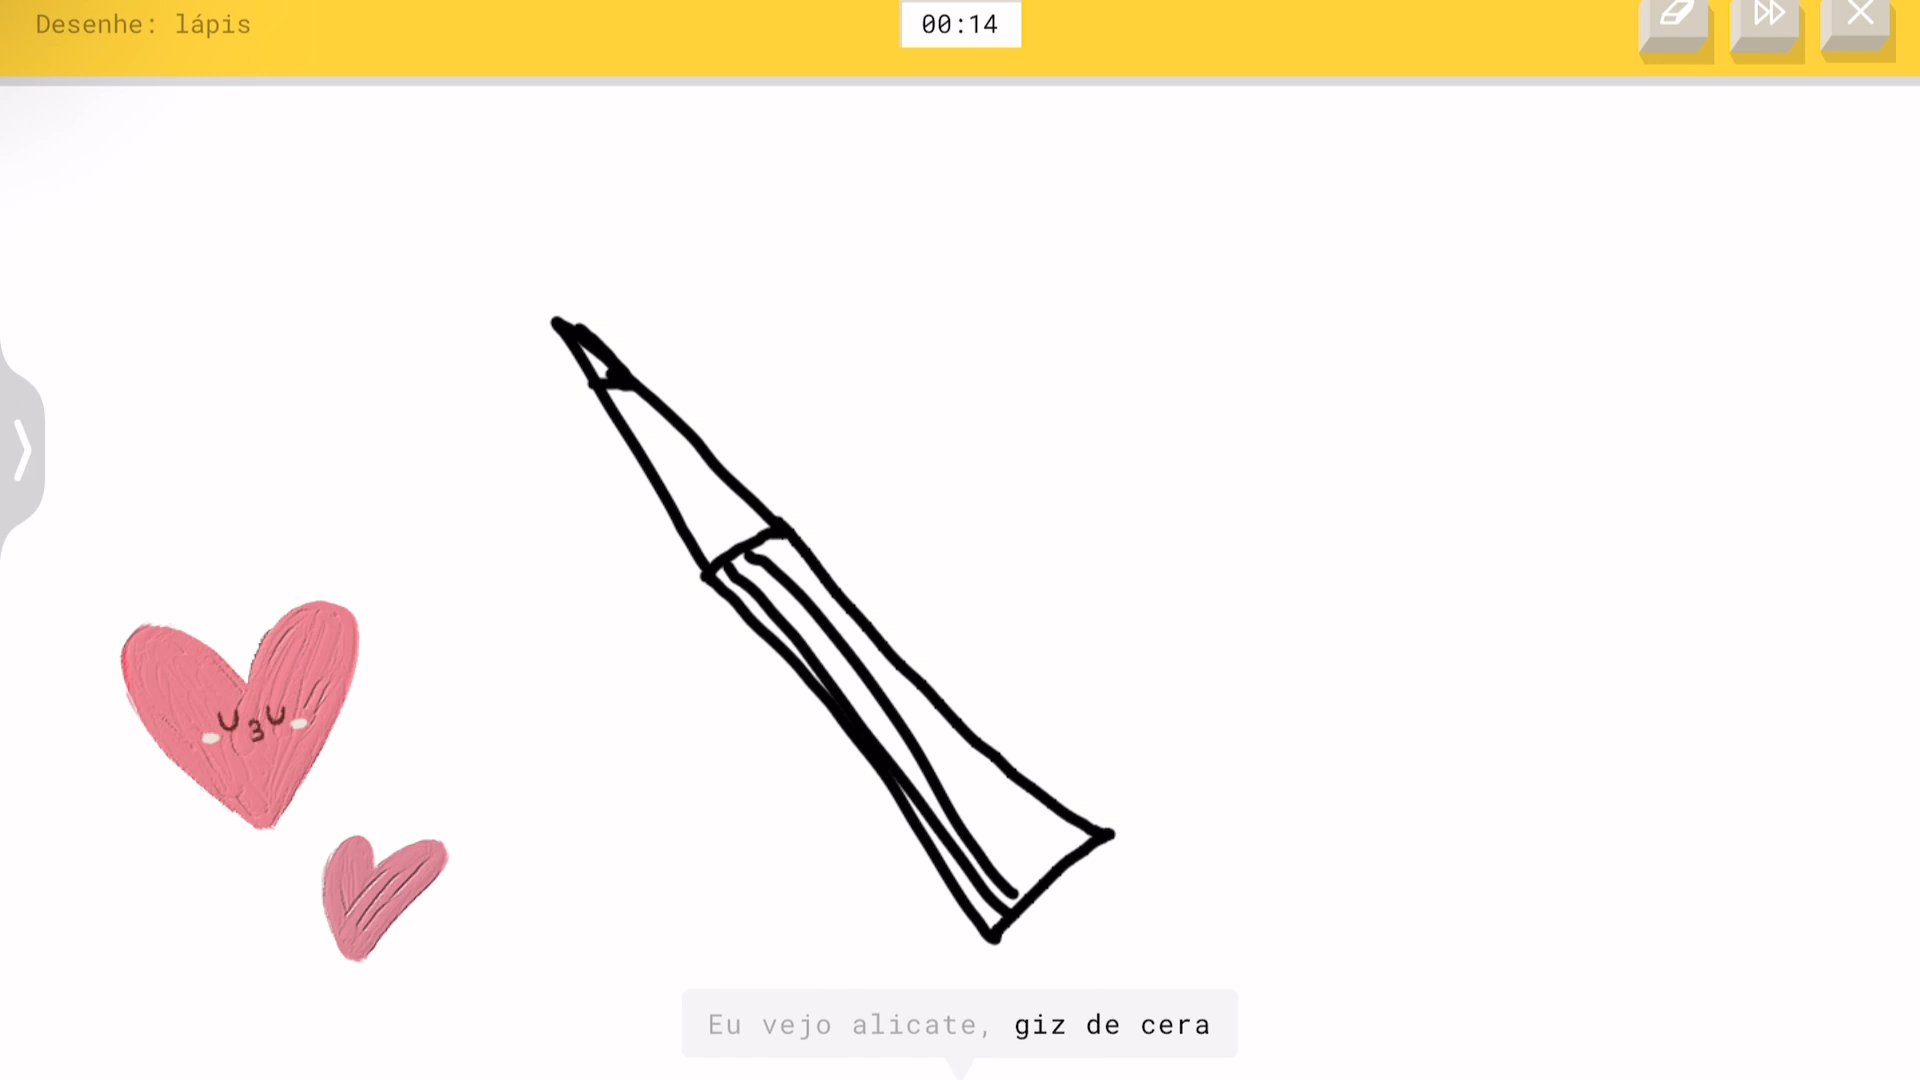 Desenhe: lápis
00:14
Eu vejo alicate, giz de cera